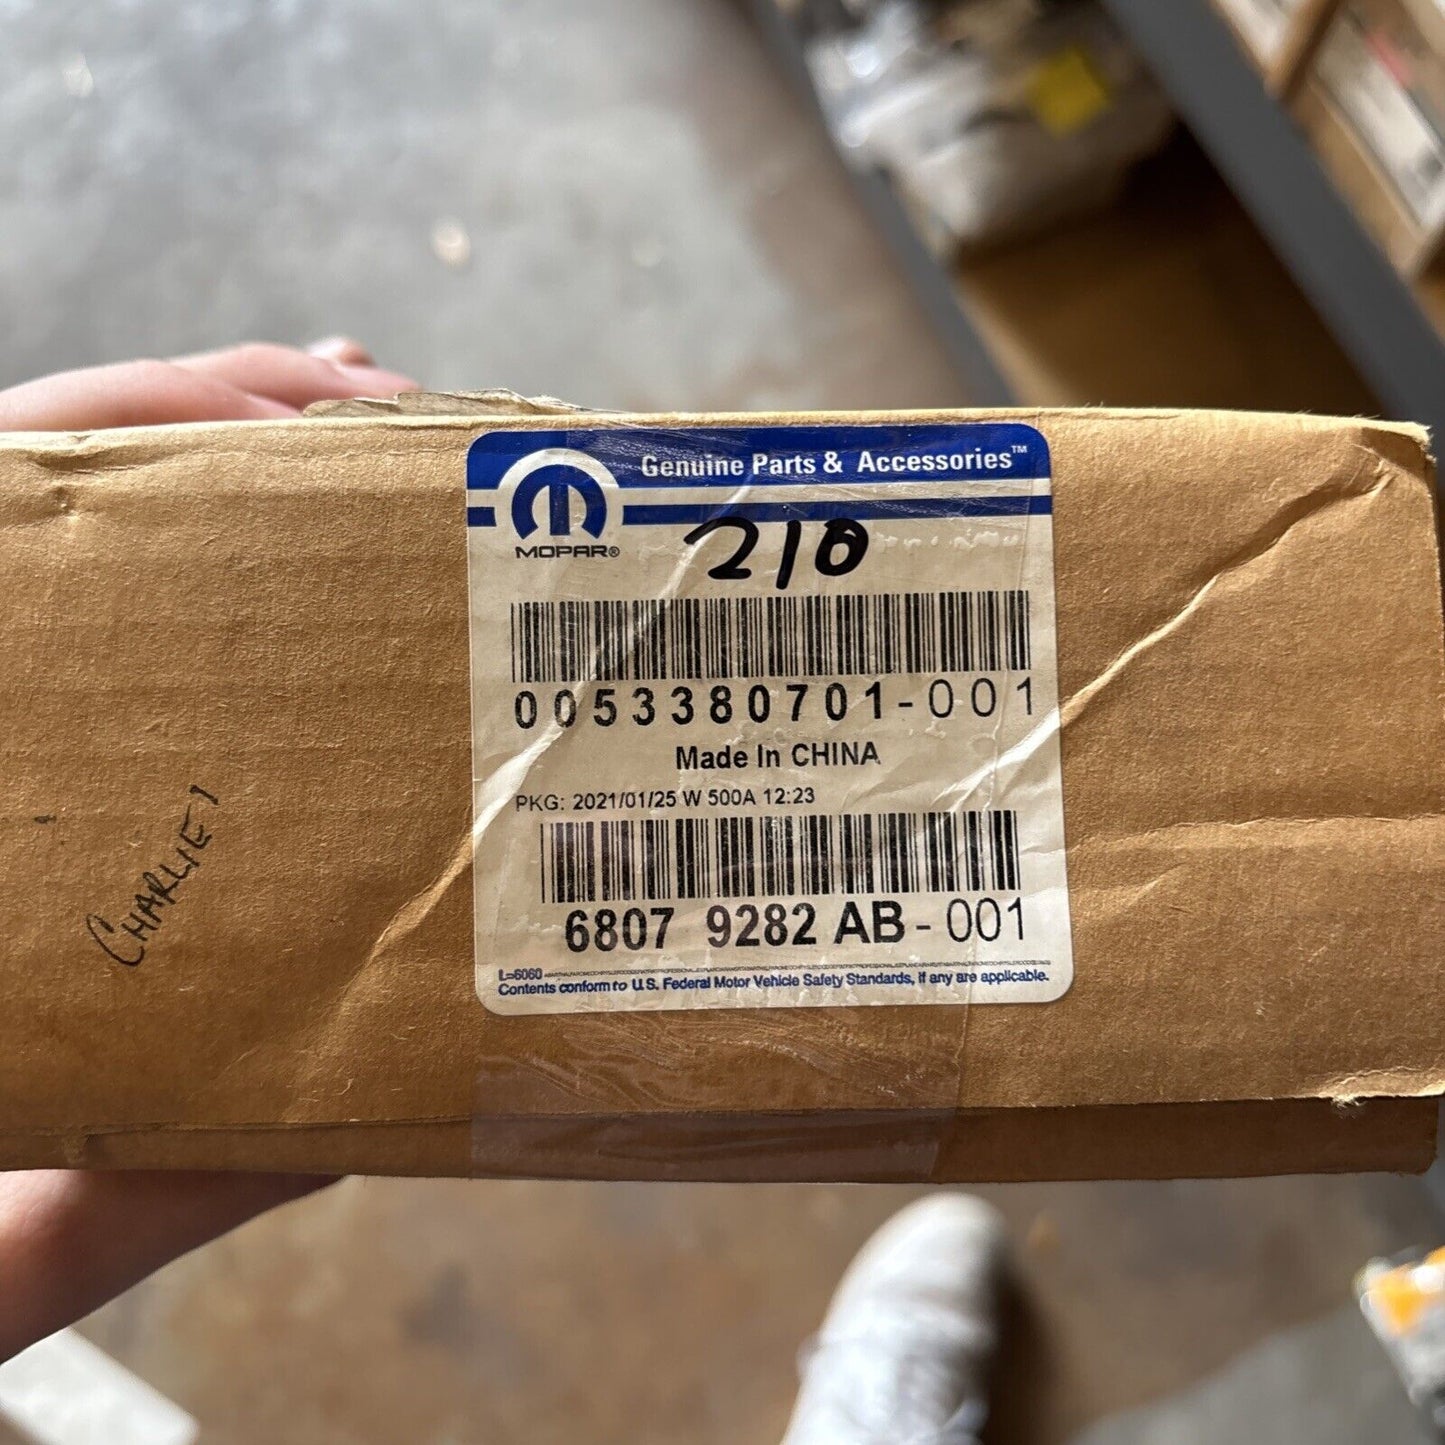 Genuine Parts & Accessories™
MOPAR®
210
0053380701-001
Made In CHINA
PKG: 2021/01/25 W 500A 12:23
6807 9282 AB-001
L=6060
Contents conform to U.S. Federal Motor Vehicle Safety Standards, if any are applicable.
CHARLIE 1